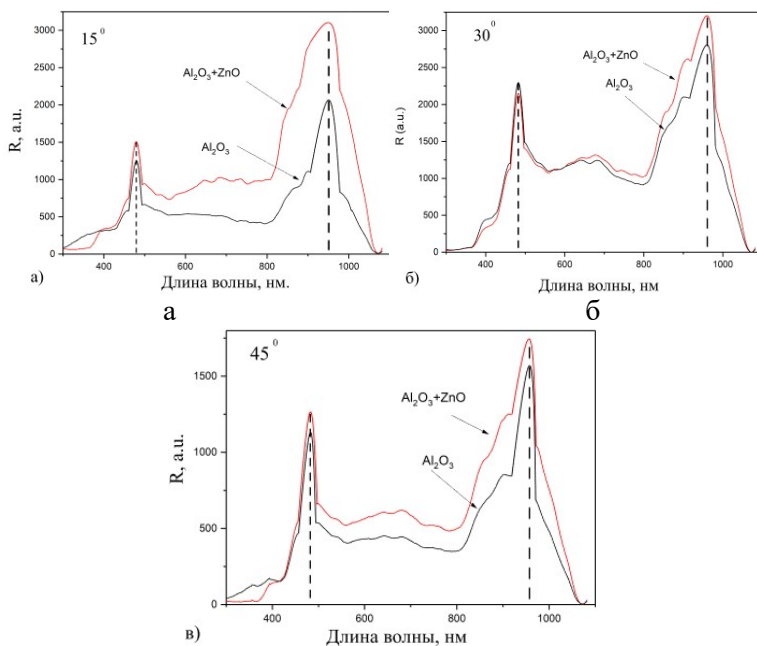 15⁰
R, a.u.
3000
2500
2000
1500
1000
500
0
Al₂O₃+ZnO
Al₂O₃
400 600 800 1000
а) Длина волны, нм.
а
30⁰
R (a.u.)
3000
2500
2000
1500
1000
500
0
Al₂O₃+ZnO
Al₂O₃
400 600 800 1000
б) Длина волны, нм
б
45⁰
R, a.u.
1500
1000
500
0
Al₂O₃+ZnO
Al₂O₃
400 600 800 1000
в) Длина волны, нм